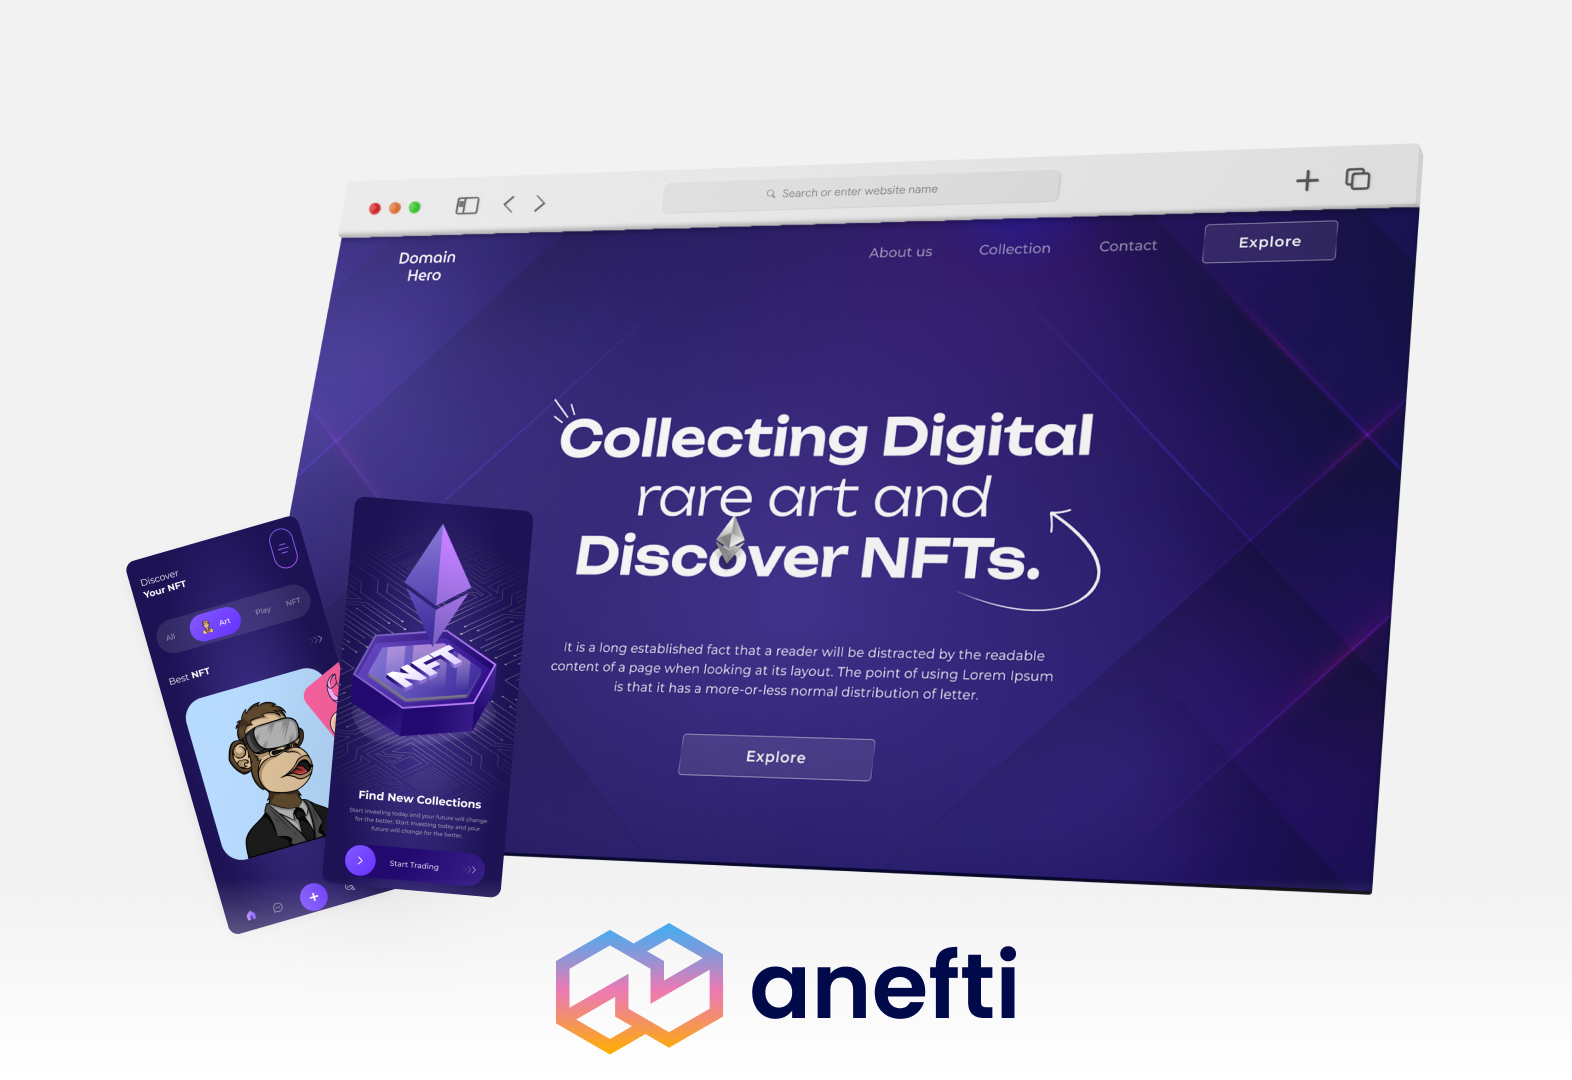 Search or enter website name
Domain
Hero
About us
Collection
Contact
Explore
Collecting Digital
rare art and
Discover NFTs.
It is a long established fact that a reader will be distracted by the readable
content of a page when looking at its layout. The point of using Lorem Ipsum
is that it has a more-or-less normal distribution of letter.
Explore
Discover
Your NFT
All
Art
Play
NFT
Best NFT
NFT
Find New Collections
Start investing today and your future will change
for the better. Start investing today and your
future will change for the better.
Start Trading
anefti